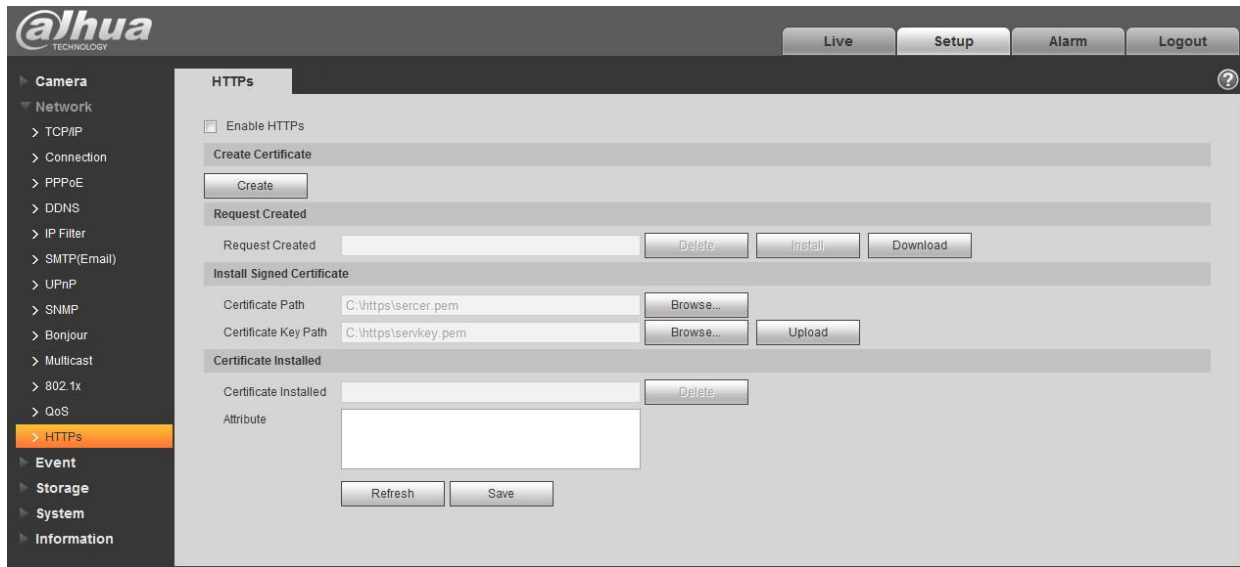 alhua
TECHNOLOGY
Live Setup Alarm Logout
Camera
Network
TCP/IP
Connection
PPPoE
DDNS
IP Filter
SMTP(Email)
UPnP
SNMP
Bonjour
Multicast
802.1x
QoS
HTTPs
Event
Storage
System
Information
HTTPs
?
Enable HTTPs
Create Certificate
Create
Request Created
Request Created Delete Install Download
Install Signed Certificate
Certificate Path C:\https\sercer.pem Browse...
Certificate Key Path C:\https\servkey.pem Browse... Upload
Certificate Installed
Certificate Installed Delete
Attribute
Refresh Save